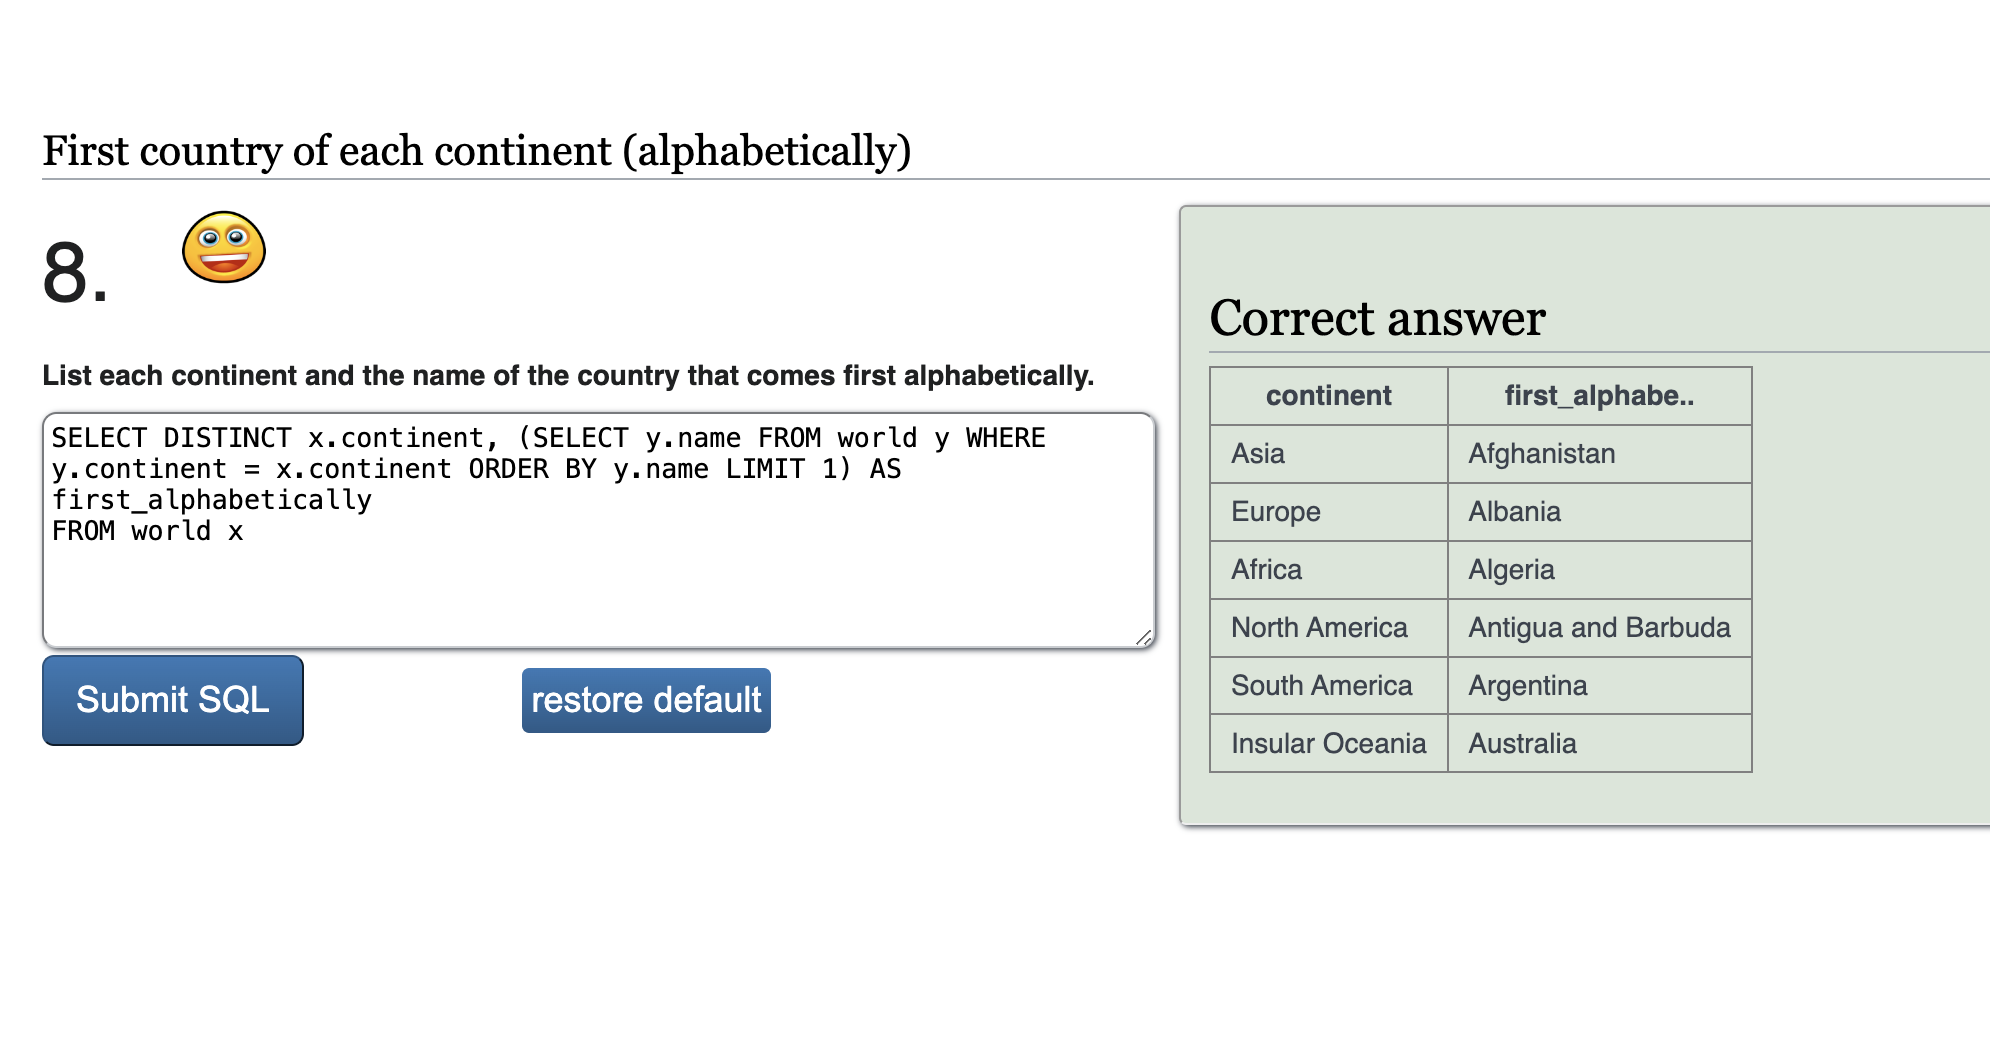 First country of each continent (alphabetically)
8.
List each continent and the name of the country that comes first alphabetically.
SELECT DISTINCT x.continent, (SELECT y.name FROM world y WHERE
y.continent = x.continent ORDER BY y.name LIMIT 1) AS
first_alphabetically
FROM world x
Submit SQL
restore default
Correct answer
continent first_alphabe..
Asia Afghanistan
Europe Albania
Africa Algeria
North America Antigua and Barbuda
South America Argentina
Insular Oceania Australia